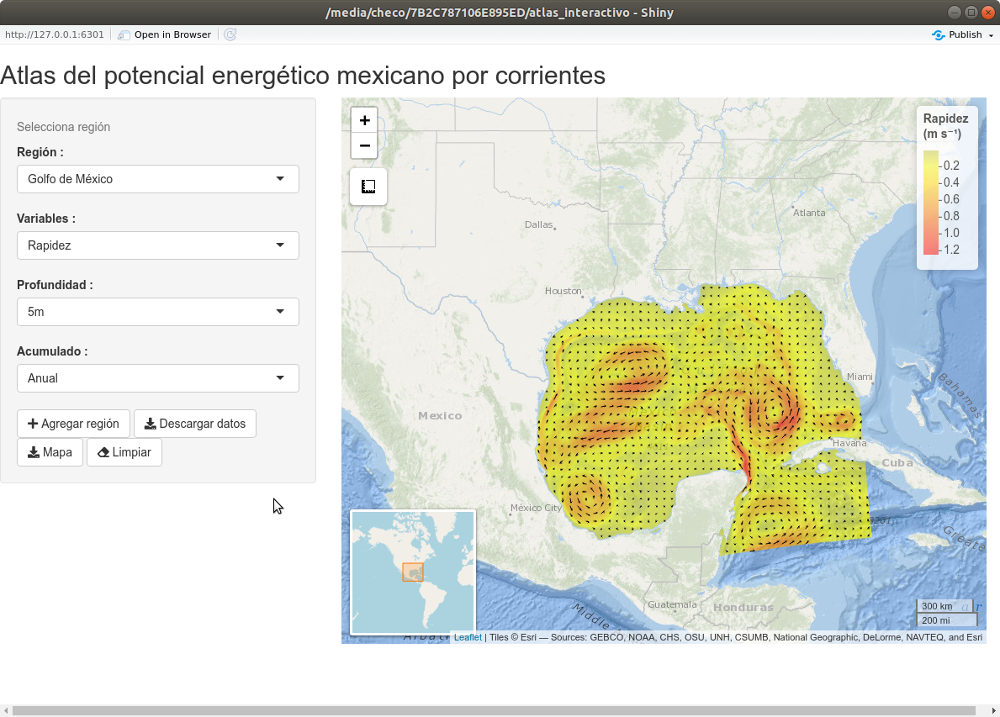 /media/checo/7B2C787106E895ED/atlas_interactivo - Shiny
http://127.0.0.1:6301
Open in Browser
Publish
Atlas del potencial energético mexicano por corrientes
Selecciona región
Región :
Golfo de México
Variables :
Rapidez
Profundidad :
5m
Acumulado :
Anual
Agregar región
Descargar datos
Mapa
Limpiar
+
−
Rapidez
(m s⁻¹)
0.2
0.4
0.6
0.8
1.0
1.2
Atlanta
Dallas
Houston
Miami
Bahamas
Mexico
Havana
Cuba
México City
Greate
Guatemala
Honduras
Middle
300 km
200 mi
Leaflet | Tiles © Esri — Sources: GEBCO, NOAA, CHS, OSU, UNH, CSUMB, National Geographic, DeLorme, NAVTEQ, and Esri